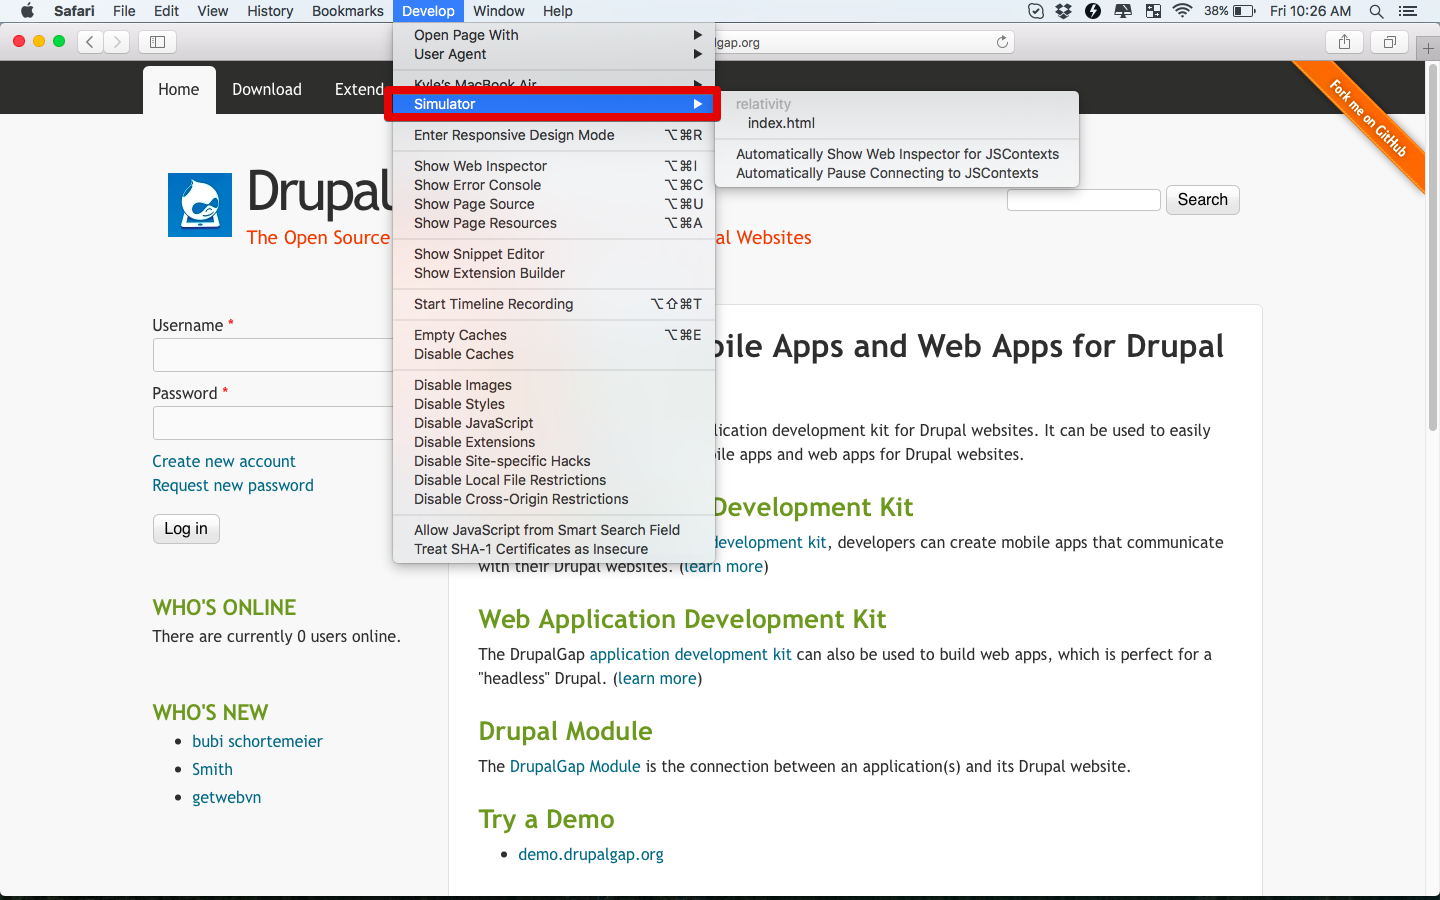 Safari File Edit View History Bookmarks Develop Window Help 38% Fri 10:26 AM
lgap.org
Open Page With
User Agent
Kyle's MacBook Air
Simulator
Enter Responsive Design Mode ⌥⌘R
Show Web Inspector ⌥⌘I
Show Error Console ⌥⌘C
Show Page Source ⌥⌘U
Show Page Resources ⌥⌘A
Show Snippet Editor
Show Extension Builder
Start Timeline Recording ⌥⇧⌘T
Empty Caches ⌥⌘E
Disable Caches
Disable Images
Disable Styles
Disable JavaScript
Disable Extensions
Disable Site-specific Hacks
Disable Local File Restrictions
Disable Cross-Origin Restrictions
Allow JavaScript from Smart Search Field
Treat SHA-1 Certificates as Insecure
relativity
index.html
Automatically Show Web Inspector for JSContexts
Automatically Pause Connecting to JSContexts
Home Download Extend
Fork me on GitHub
Drupal
The Open Source al Websites
Search
Username *
Password *
Create new account
Request new password
Log in
WHO'S ONLINE
There are currently 0 users online.
WHO'S NEW
• bubi schortemeier
• Smith
• getwebvn
bile Apps and Web Apps for Drupal
lication development kit for Drupal websites. It can be used to easily
bile apps and web apps for Drupal websites.
Development Kit
development kit, developers can create mobile apps that communicate
with their Drupal websites. (learn more)
Web Application Development Kit
The DrupalGap application development kit can also be used to build web apps, which is perfect for a
"headless" Drupal. (learn more)
Drupal Module
The DrupalGap Module is the connection between an application(s) and its Drupal website.
Try a Demo
• demo.drupalgap.org